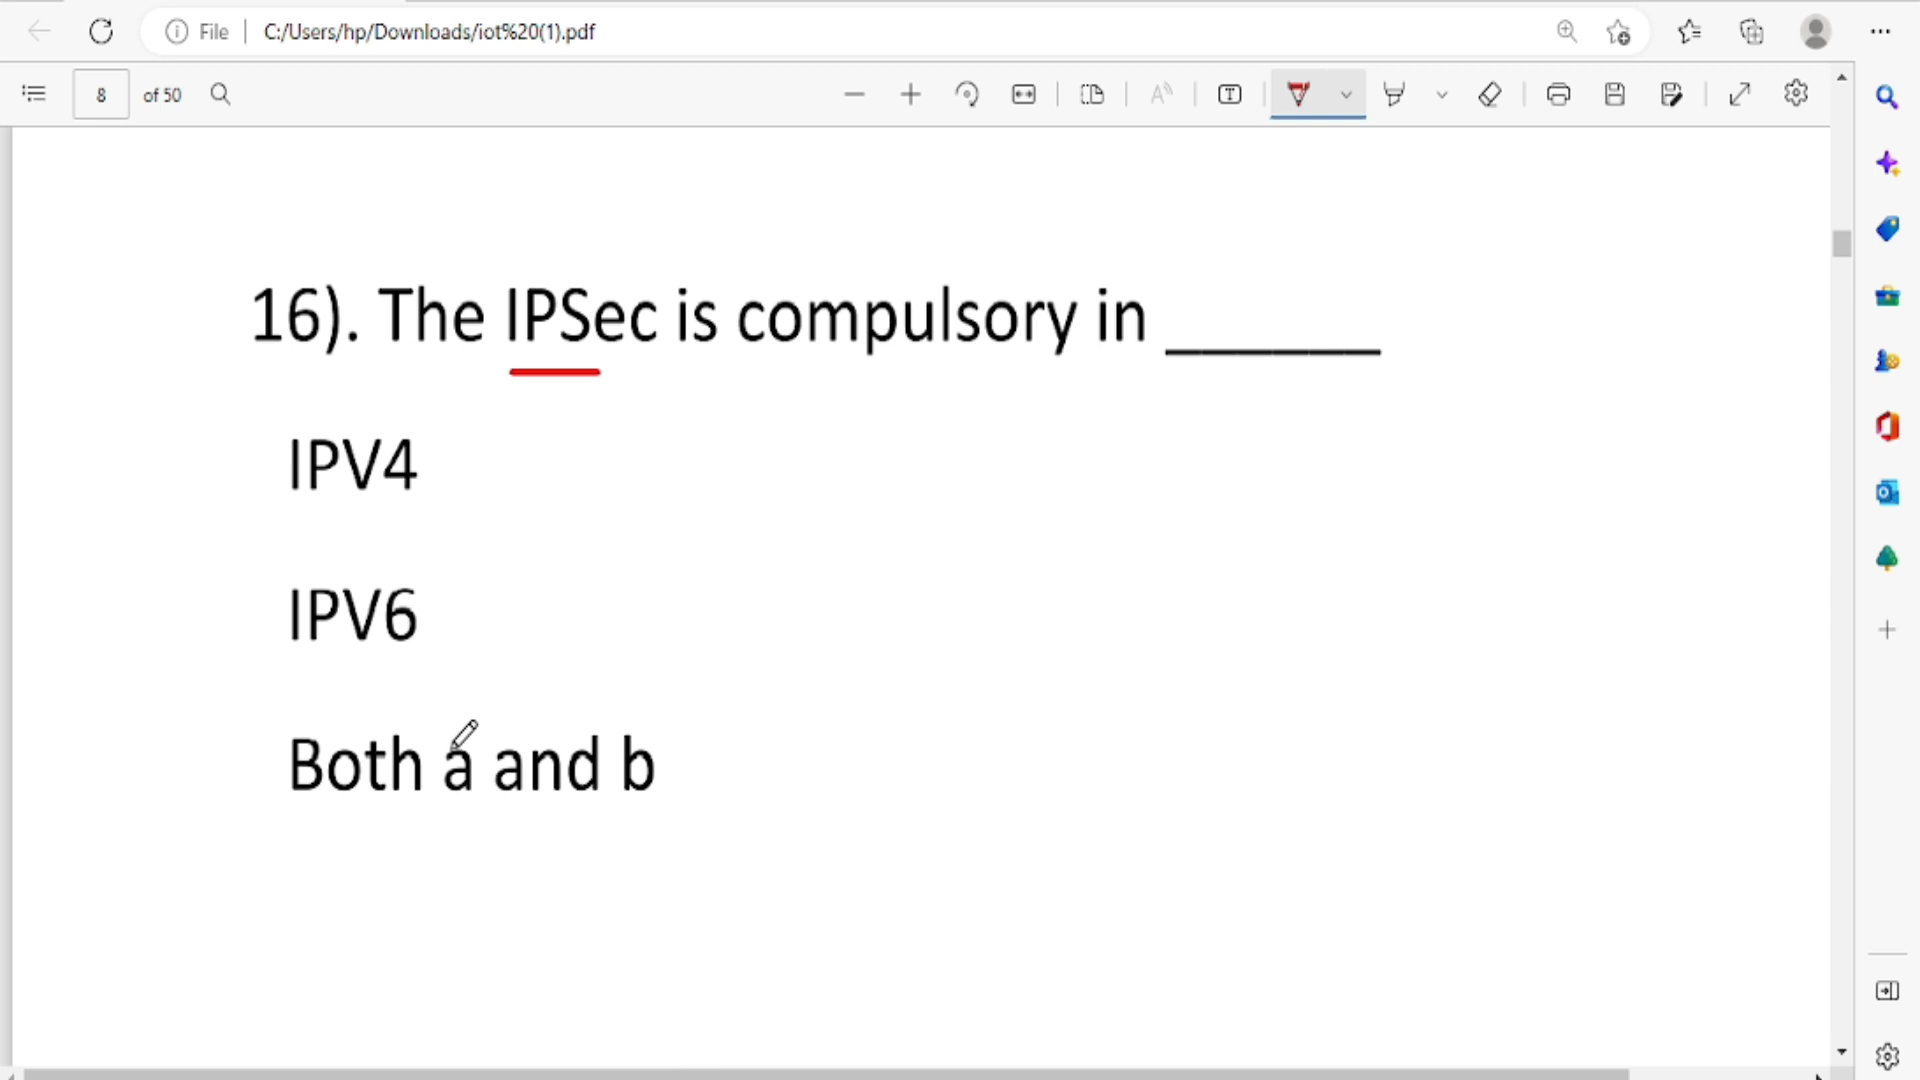 File
C:/Users/hp/Downloads/iot%20(1).pdf
8 of 50
16). The IPSec is compulsory in ______
IPV4
IPV6
Both a and b